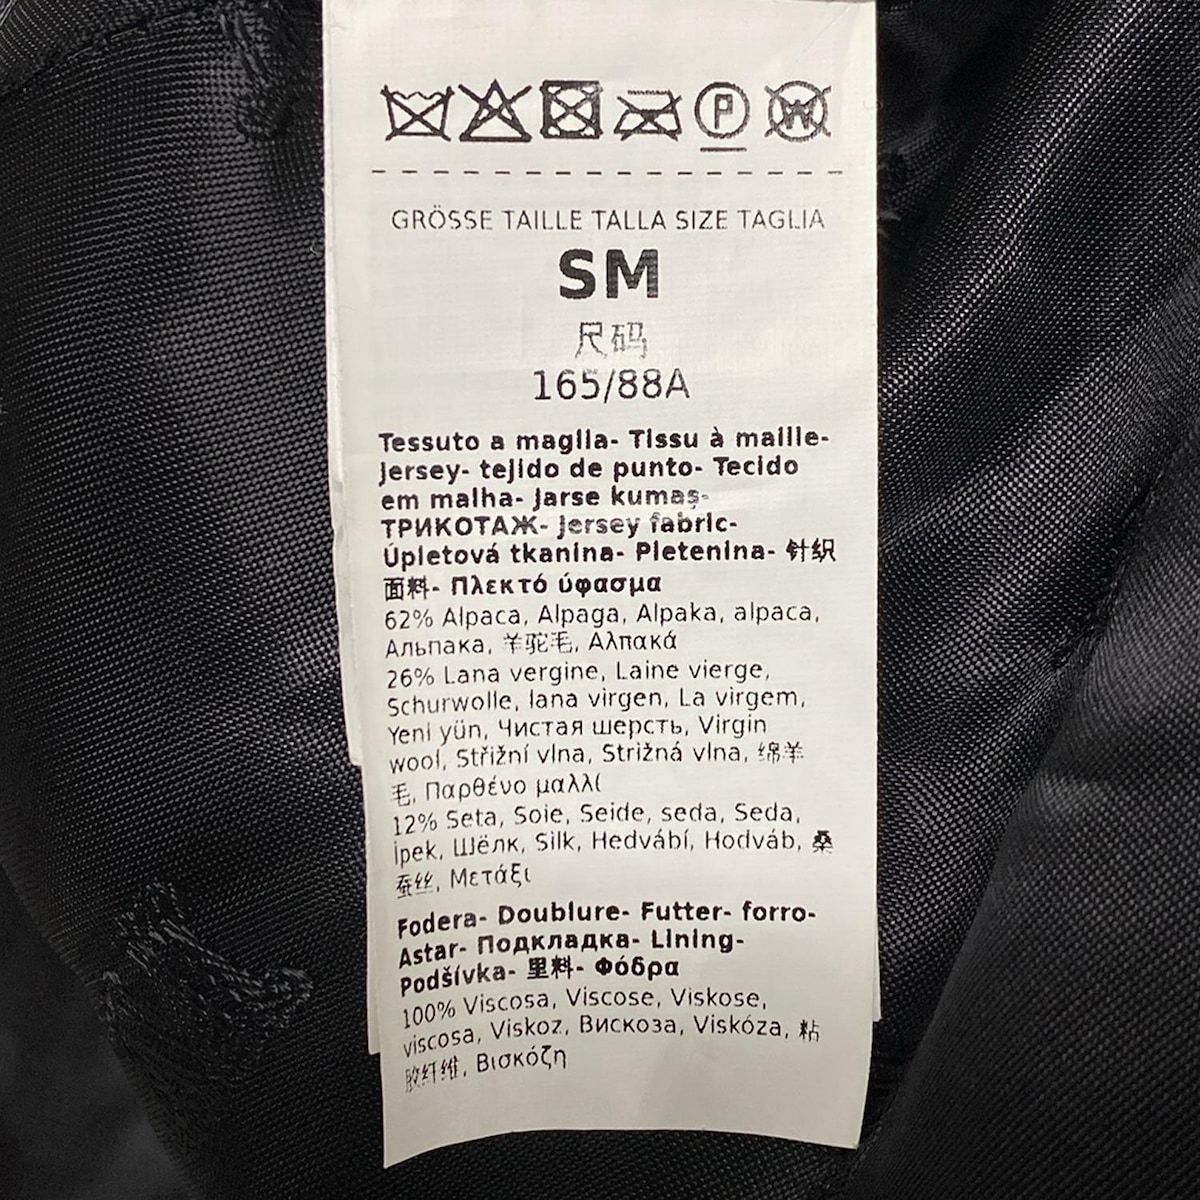 GRÖSSE TAILLE TALLA SIZE TAGLIA
SM
尺码
165/88A
Tessuto a maglia- Tissu à maille-
Jersey- tejido de punto- Tecido
em malha- Jarse kumaş-
ТРИКОТАЖ- Jersey fabric-
Úpletová tkanina- Pletenina- 针织
面料- Πλεκτό ύφασμα
62% Alpaca, Alpaga, Alpaka, alpaca,
Альпака, 羊驼毛, Αλπακά
26% Lana vergine, Laine vierge,
Schurwolle, lana virgen, La virgem,
Yeni yün, Чистая шерсть, Virgin
wool, Střižní vlna, Strižná vlna, 绵羊
毛, Παρθένο μαλλί
12% Seta, Soie, Seide, seda, Seda,
İpek, Шёлк, Silk, Hedvábí, Hodváb, 桑
蚕丝, Μετάξι
Fodera- Doublure- Futter- forro-
Astar- Подкладка- Lining-
Podšívka- 里料- Φόδρα
100% Viscosa, Viscose, Viskose,
viscosa, Viskoz, Вискоза, Viskóza, 粘
胶纤维, Βισκόζη